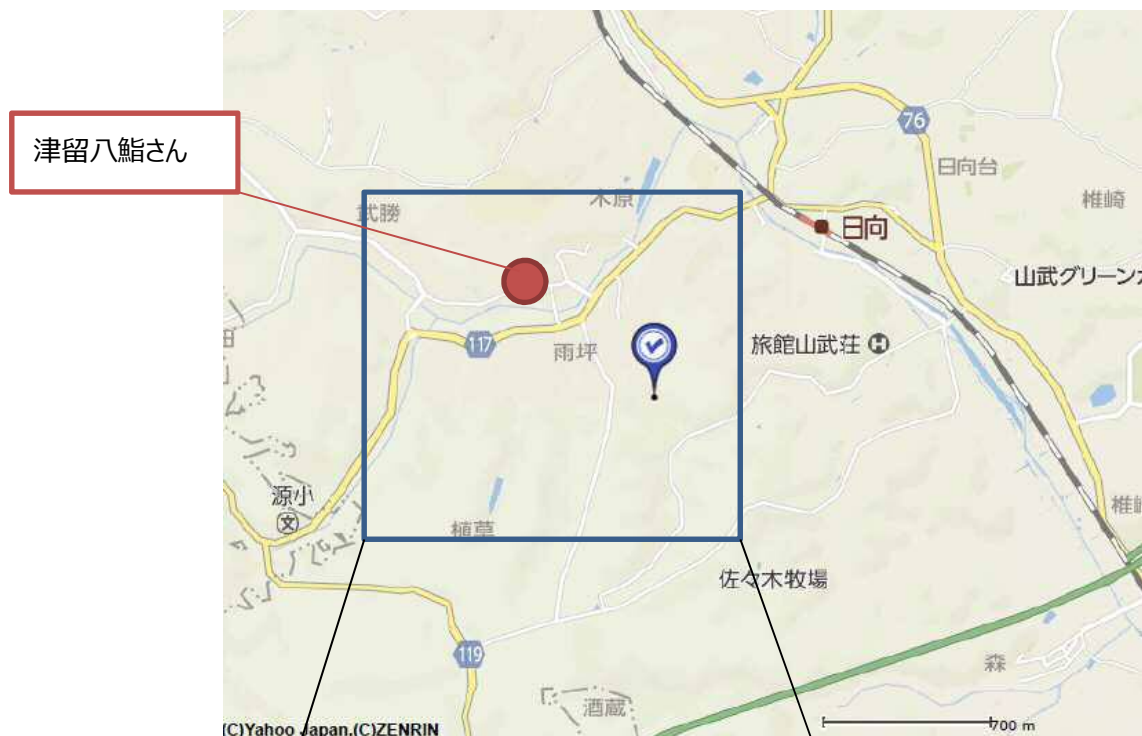 76
日向台
津留八鮨さん
木原
椎崎
武勝
日向
山武グリーンカ
田
117
雨坪
旅館山武荘
H
源小
文
植草
椎崎
佐々木牧場
119
森
酒蔵
(C)Yahoo Japan.(C)ZENRIN
700 m